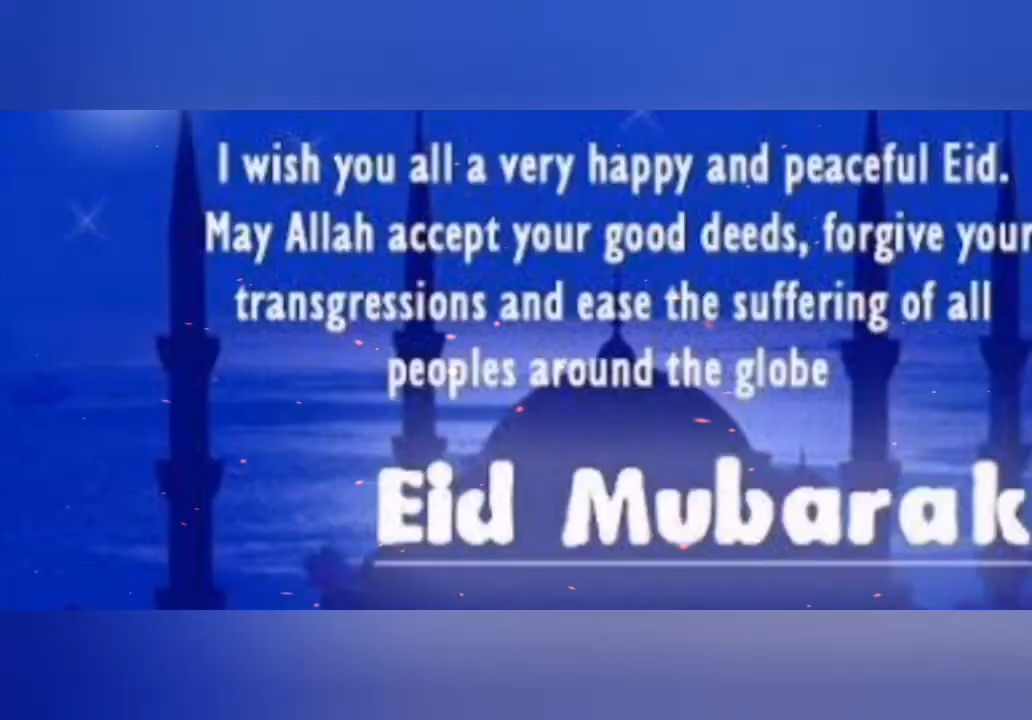 I wish you all a very happy and peaceful Eid.
May Allah accept your good deeds, forgive your
transgressions and ease the suffering of all
peoples around the globe
Eid Mubarak